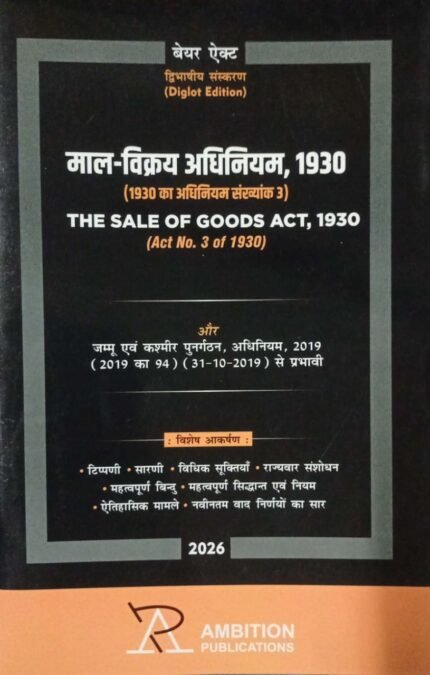 बेयर ऐक्ट
द्विभाषीय संस्करण
(Diglot Edition)
माल-विक्रय अधिनियम, 1930
(1930 का अधिनियम संख्यांक 3)
THE SALE OF GOODS ACT, 1930
(Act No. 3 of 1930)
और
जम्मू एवं कश्मीर पुनर्गठन, अधिनियम, 2019
(2019 का 94) (31-10-2019) से प्रभावी
: विशेष आकर्षण :
• टिप्पणी • सारणी • विधिक सूक्तियाँ • राज्यवार संशोधन
• महत्वपूर्ण बिन्दु • महत्वपूर्ण सिद्धान्त एवं नियम
• ऐतिहासिक मामले • नवीनतम वाद निर्णयों का सार
2026
AMBITION
PUBLICATIONS